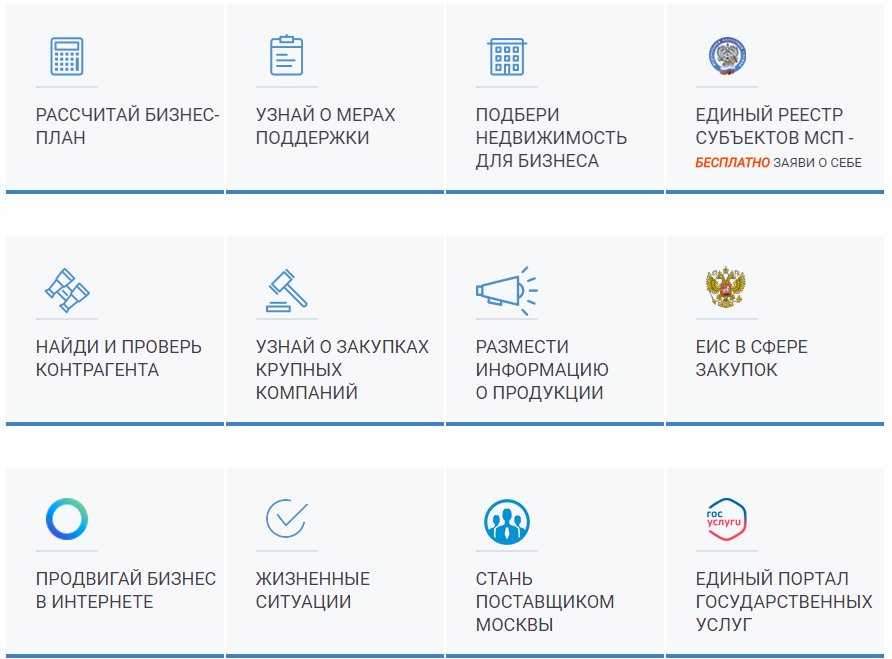 РАССЧИТАЙ БИЗНЕС-
ПЛАН
УЗНАЙ О МЕРАХ
ПОДДЕРЖКИ
ПОДБЕРИ
НЕДВИЖИМОСТЬ
ДЛЯ БИЗНЕСА
ЕДИНЫЙ РЕЕСТР
СУБЪЕКТОВ МСП -
БЕСПЛАТНО ЗАЯВИ О СЕБЕ
НАЙДИ И ПРОВЕРЬ
КОНТРАГЕНТА
УЗНАЙ О ЗАКУПКАХ
КРУПНЫХ
КОМПАНИЙ
РАЗМЕСТИ
ИНФОРМАЦИЮ
О ПРОДУКЦИИ
ЕИС В СФЕРЕ
ЗАКУПОК
ПРОДВИГАЙ БИЗНЕС
В ИНТЕРНЕТЕ
ЖИЗНЕННЫЕ
СИТУАЦИИ
СТАНЬ
ПОСТАВЩИКОМ
МОСКВЫ
гос
услуги
ЕДИНЫЙ ПОРТАЛ
ГОСУДАРСТВЕННЫХ
УСЛУГ